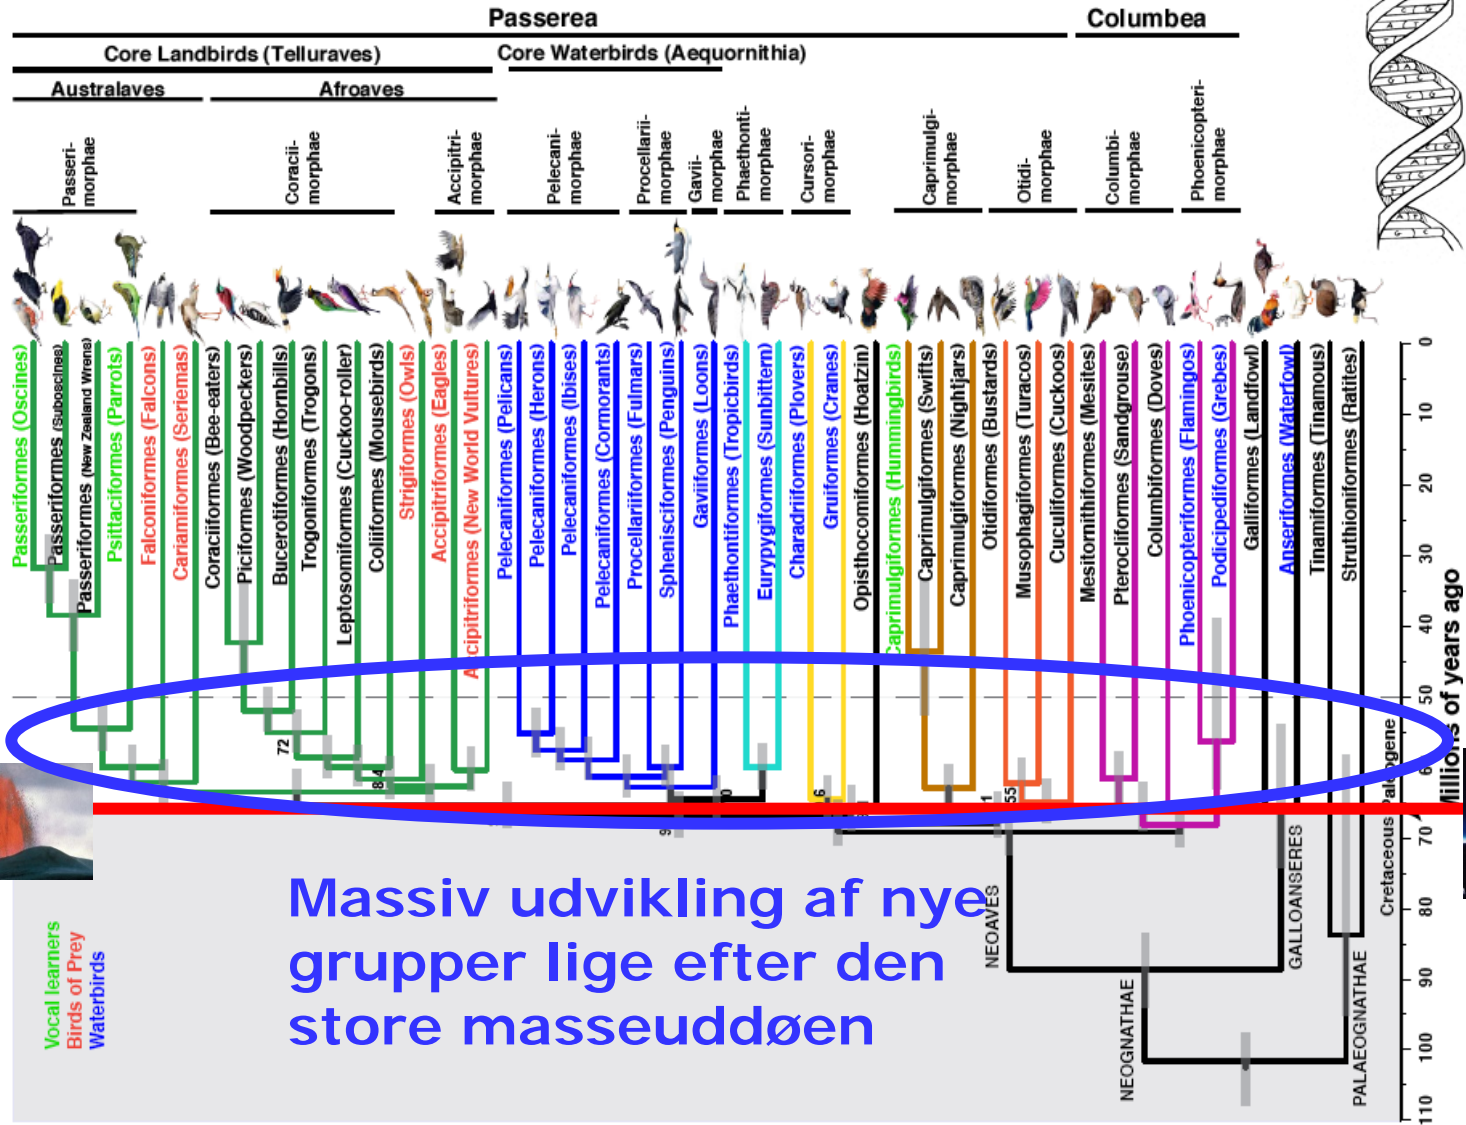 Passerea
Columbea
Core Landbirds (Telluraves)
Core Waterbirds (Aequornithia)
Australaves
Afroaves
Passeri-
morphae
Coracii-
morphae
Accipitri-
morphae
Pelecani-
morphae
Procellarii-
morphae
Gavii-
morphae
Phaethonti-
morphae
Cursori-
morphae
Caprimulgi-
morphae
Otidi-
morphae
Columbi-
morphae
Phoenicopteri-
morphae
Passeriformes (Oscines)
Passeriformes (Suboscines)
Passeriformes (New Zealand Wrens)
Psittaciformes (Parrots)
Falconiformes (Falcons)
Cariamiformes (Seriemas)
Coraciiformes (Bee-eaters)
Piciformes (Woodpeckers)
Bucerotiformes (Hornbills)
Trogoniformes (Trogons)
Leptosomiformes (Cuckoo-roller)
Coliiformes (Mousebirds)
Strigiformes (Owls)
Accipitriformes (Eagles)
Accipitriformes (New World Vultures)
Pelecaniformes (Pelicans)
Pelecaniformes (Herons)
Pelecaniformes (Ibises)
Pelecaniformes (Cormorants)
Procellariiformes (Fulmars)
Sphenisciformes (Penguins)
Gaviiformes (Loons)
Phaethontiformes (Tropicbirds)
Eurypygiformes (Sunbittern)
Charadriiformes (Plovers)
Gruiformes (Cranes)
Opisthocomiformes (Hoatzin)
Caprimulgiformes (Hummingbirds)
Caprimulgiformes (Swifts)
Caprimulgiformes (Nightjars)
Otidiformes (Bustards)
Musophagiformes (Turacos)
Cuculiformes (Cuckoos)
Mesitornithiformes (Mesites)
Pterocliformes (Sandgrouse)
Columbiformes (Doves)
Phoenicopteriformes (Flamingos)
Podicipediformes (Grebes)
Galliformes (Landfowl)
Anseriformes (Waterfowl)
Tinamiformes (Tinamous)
Struthioniformes (Ratites)
0
10
20
30
40
50
70
80
90
100
110
Millions of years ago
Cretaceous
72
55
NEOAVES
GALLOANSERES
NEOGNATHAE
PALAEOGNATHAE
Vocal learners
Birds of Prey
Waterbirds
Massiv udvikling af nye
grupper lige efter den
store masseuddøen